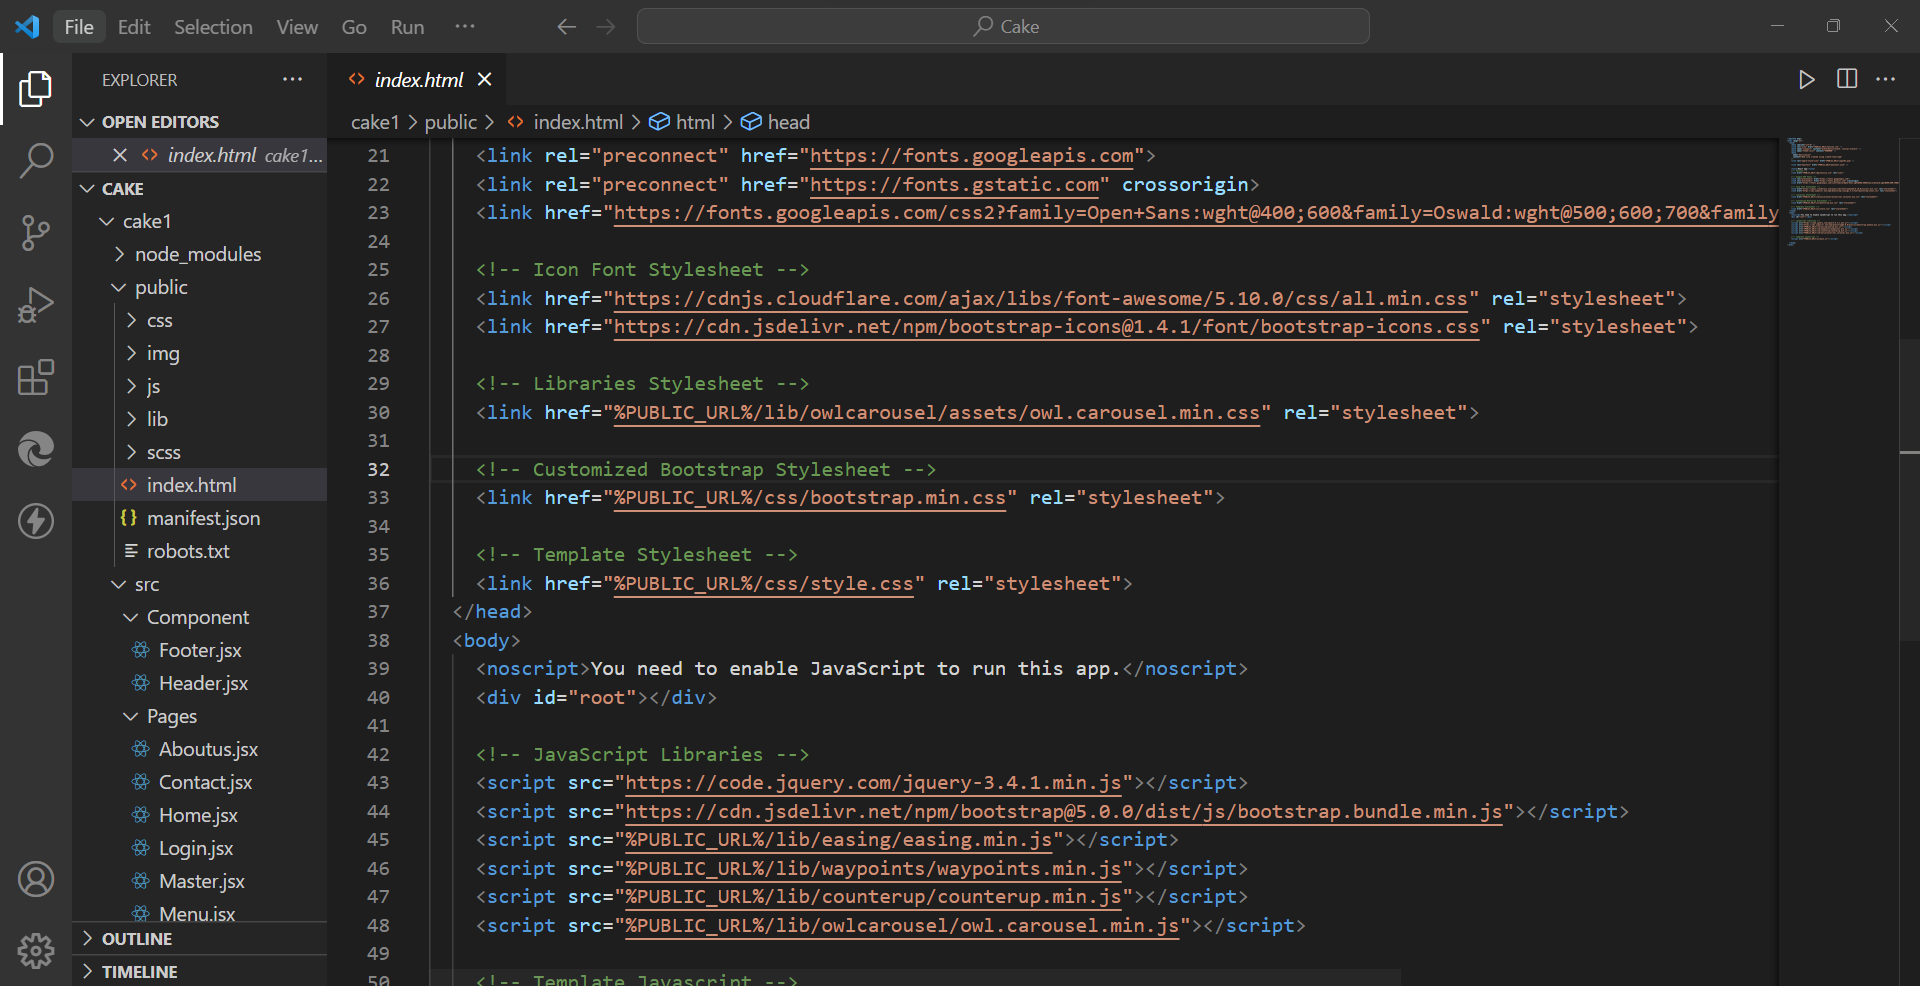 File Edit Selection View Go Run ··· Cake
EXPLORER ···
OPEN EDITORS
index.html cake1...
CAKE
cake1
node_modules
public
css
img
js
lib
scss
index.html
manifest.json
robots.txt
src
Component
Footer.jsx
Header.jsx
Pages
Aboutus.jsx
Contact.jsx
Home.jsx
Login.jsx
Master.jsx
Menu.jsx
OUTLINE
TIMELINE
index.html
cake1 > public > index.html > html > head
21 <link rel="preconnect" href="https://fonts.googleapis.com">
22 <link rel="preconnect" href="https://fonts.gstatic.com" crossorigin>
23 <link href="https://fonts.googleapis.com/css2?family=Open+Sans:wght@400;600&family=Oswald:wght@500;600;700&family
24
25 <!-- Icon Font Stylesheet -->
26 <link href="https://cdnjs.cloudflare.com/ajax/libs/font-awesome/5.10.0/css/all.min.css" rel="stylesheet">
27 <link href="https://cdn.jsdelivr.net/npm/bootstrap-icons@1.4.1/font/bootstrap-icons.css" rel="stylesheet">
28
29 <!-- Libraries Stylesheet -->
30 <link href="%PUBLIC_URL%/lib/owlcarousel/assets/owl.carousel.min.css" rel="stylesheet">
31
32 <!-- Customized Bootstrap Stylesheet -->
33 <link href="%PUBLIC_URL%/css/bootstrap.min.css" rel="stylesheet">
34
35 <!-- Template Stylesheet -->
36 <link href="%PUBLIC_URL%/css/style.css" rel="stylesheet">
37 </head>
38 <body>
39 <noscript>You need to enable JavaScript to run this app.</noscript>
40 <div id="root"></div>
41
42 <!-- JavaScript Libraries -->
43 <script src="https://code.jquery.com/jquery-3.4.1.min.js"></script>
44 <script src="https://cdn.jsdelivr.net/npm/bootstrap@5.0.0/dist/js/bootstrap.bundle.min.js"></script>
45 <script src="%PUBLIC_URL%/lib/easing/easing.min.js"></script>
46 <script src="%PUBLIC_URL%/lib/waypoints/waypoints.min.js"></script>
47 <script src="%PUBLIC_URL%/lib/counterup/counterup.min.js"></script>
48 <script src="%PUBLIC_URL%/lib/owlcarousel/owl.carousel.min.js"></script>
49
50 <!-- Template Javascript -->